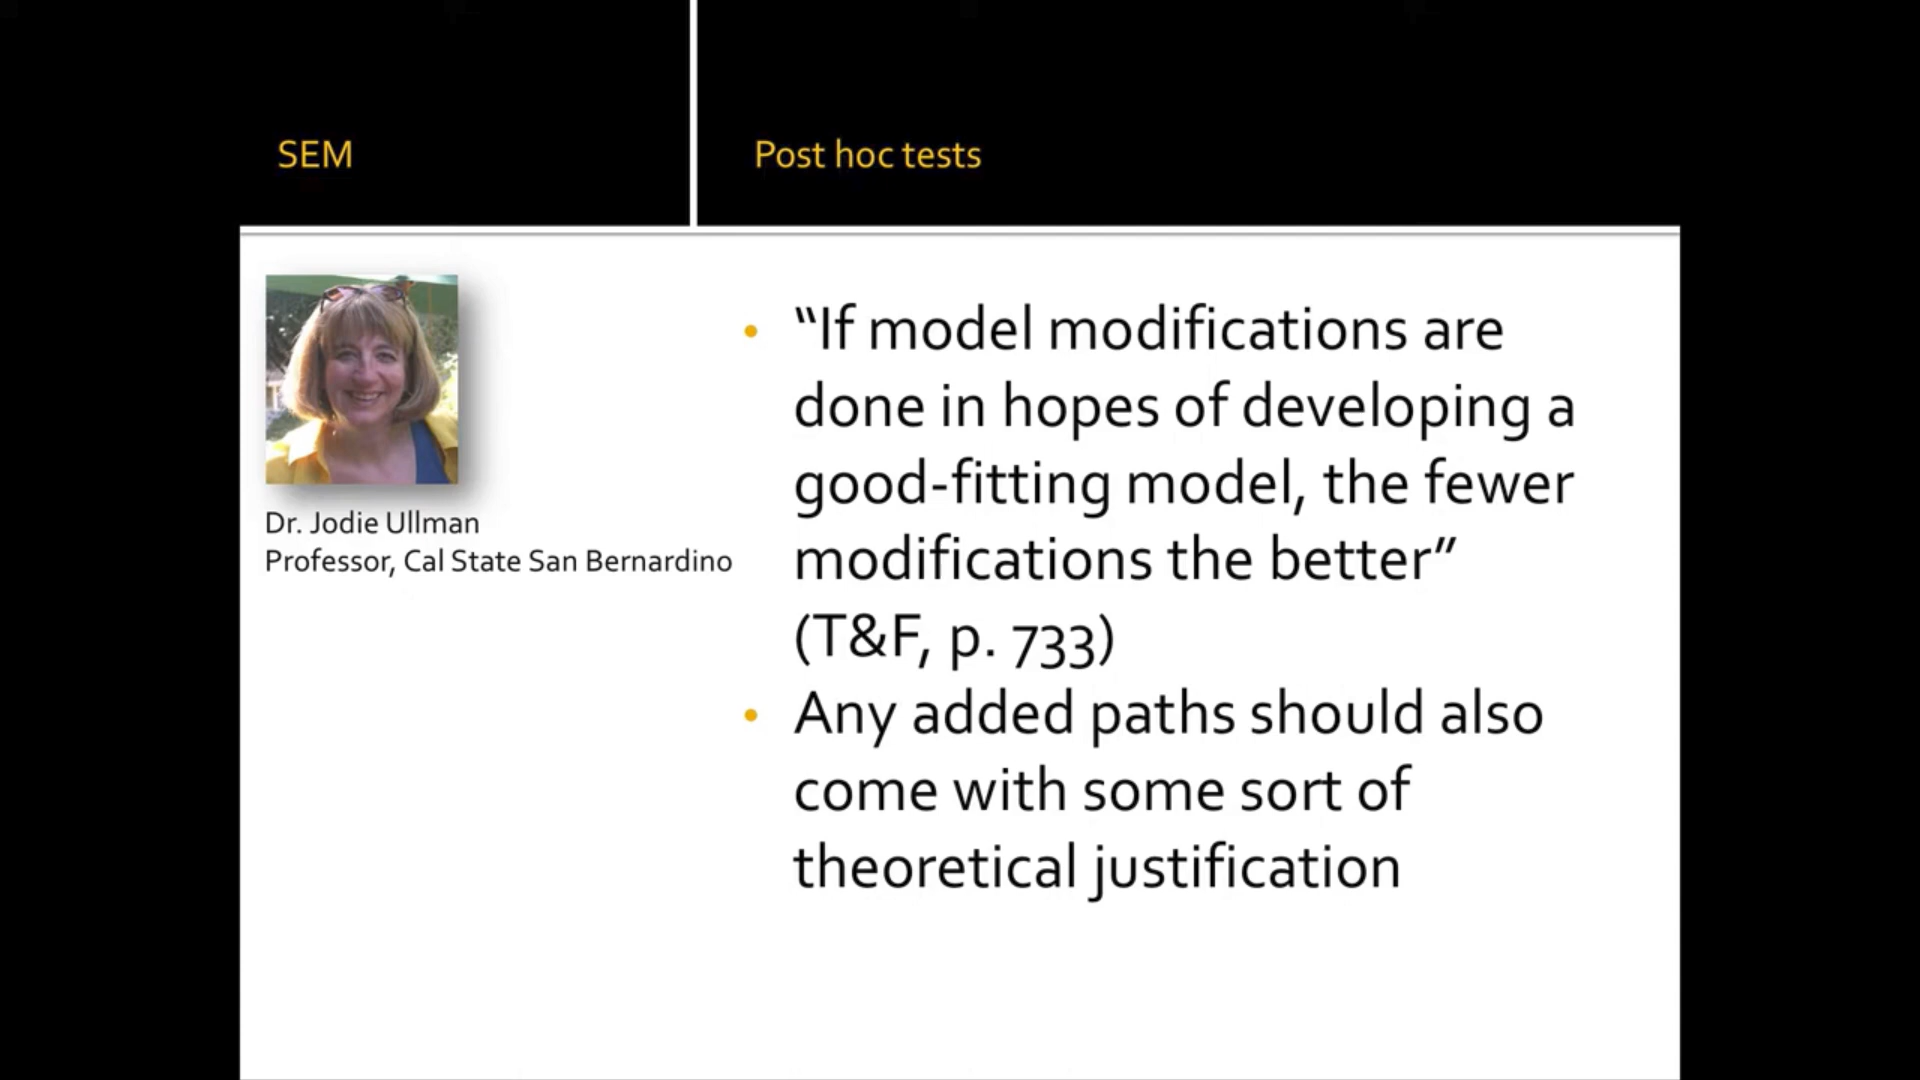 SEM
Post hoc tests
Dr. Jodie Ullman
Professor, Cal State San Bernardino
• “If model modifications are
done in hopes of developing a
good-fitting model, the fewer
modifications the better”
(T&F, p. 733)
• Any added paths should also
come with some sort of
theoretical justification